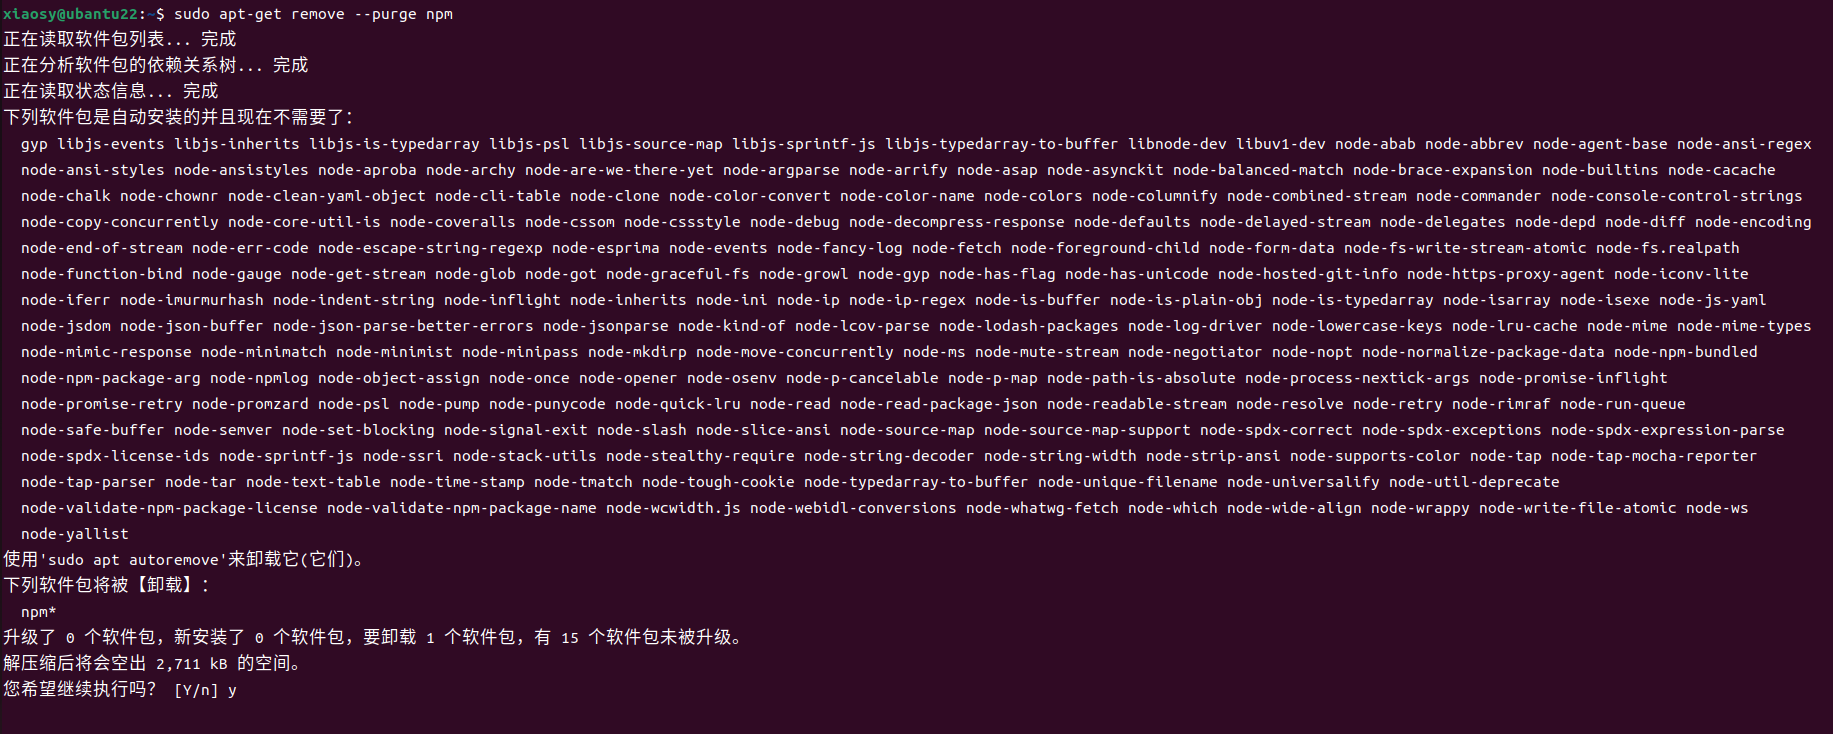 xiaosy@ubantu22:~$ sudo apt-get remove --purge npm
正在读取软件包列表... 完成
正在分析软件包的依赖关系树... 完成
正在读取状态信息... 完成
下列软件包是自动安装的并且现在不需要了：
gyp libjs-events libjs-inherits libjs-is-typedarray libjs-psl libjs-source-map libjs-sprintf-js libjs-typedarray-to-buffer libnode-dev libuv1-dev node-abab node-abbrev node-agent-base node-ansi-regex
node-ansi-styles node-ansistyles node-aproba node-archy node-are-we-there-yet node-argparse node-arrify node-asap node-asynckit node-balanced-match node-brace-expansion node-builtins node-cacache
node-chalk node-chownr node-clean-yaml-object node-cli-table node-clone node-color-convert node-color-name node-colors node-columnify node-combined-stream node-commander node-console-control-strings
node-copy-concurrently node-core-util-is node-coveralls node-cssom node-cssstyle node-debug node-decompress-response node-defaults node-delayed-stream node-delegates node-depd node-diff node-encoding
node-end-of-stream node-err-code node-escape-string-regexp node-esprima node-events node-fancy-log node-fetch node-foreground-child node-form-data node-fs-write-stream-atomic node-fs.realpath
node-function-bind node-gauge node-get-stream node-glob node-got node-graceful-fs node-growl node-gyp node-has-flag node-has-unicode node-hosted-git-info node-https-proxy-agent node-iconv-lite
node-iferr node-imurmurhash node-indent-string node-inflight node-inherits node-ini node-ip node-ip-regex node-is-buffer node-is-plain-obj node-is-typedarray node-isarray node-isexe node-js-yaml
node-jsdom node-json-buffer node-json-parse-better-errors node-jsonparse node-kind-of node-lcov-parse node-lodash-packages node-log-driver node-lowercase-keys node-lru-cache node-mime node-mime-types
node-mimic-response node-minimatch node-minimist node-minipass node-mkdirp node-move-concurrently node-ms node-mute-stream node-negotiator node-nopt node-normalize-package-data node-npm-bundled
node-npm-package-arg node-npmlog node-object-assign node-once node-opener node-osenv node-p-cancelable node-p-map node-path-is-absolute node-process-nextick-args node-promise-inflight
node-promise-retry node-promzard node-psl node-pump node-punycode node-quick-lru node-read node-read-package-json node-readable-stream node-resolve node-retry node-rimraf node-run-queue
node-safe-buffer node-semver node-set-blocking node-signal-exit node-slash node-slice-ansi node-source-map node-source-map-support node-spdx-correct node-spdx-exceptions node-spdx-expression-parse
node-spdx-license-ids node-sprintf-js node-ssri node-stack-utils node-stealthy-require node-string-decoder node-string-width node-strip-ansi node-supports-color node-tap node-tap-mocha-reporter
node-tap-parser node-tar node-text-table node-time-stamp node-tmatch node-tough-cookie node-typedarray-to-buffer node-unique-filename node-universalify node-util-deprecate
node-validate-npm-package-license node-validate-npm-package-name node-wcwidth.js node-webidl-conversions node-whatwg-fetch node-which node-wide-align node-wrappy node-write-file-atomic node-ws
node-yallist
使用'sudo apt autoremove'来卸载它(它们)。
下列软件包将被【卸载】：
npm*
升级了 0 个软件包，新安装了 0 个软件包，要卸载 1 个软件包，有 15 个软件包未被升级。
解压缩后将会空出 2,711 kB 的空间。
您希望继续执行吗？ [Y/n] y